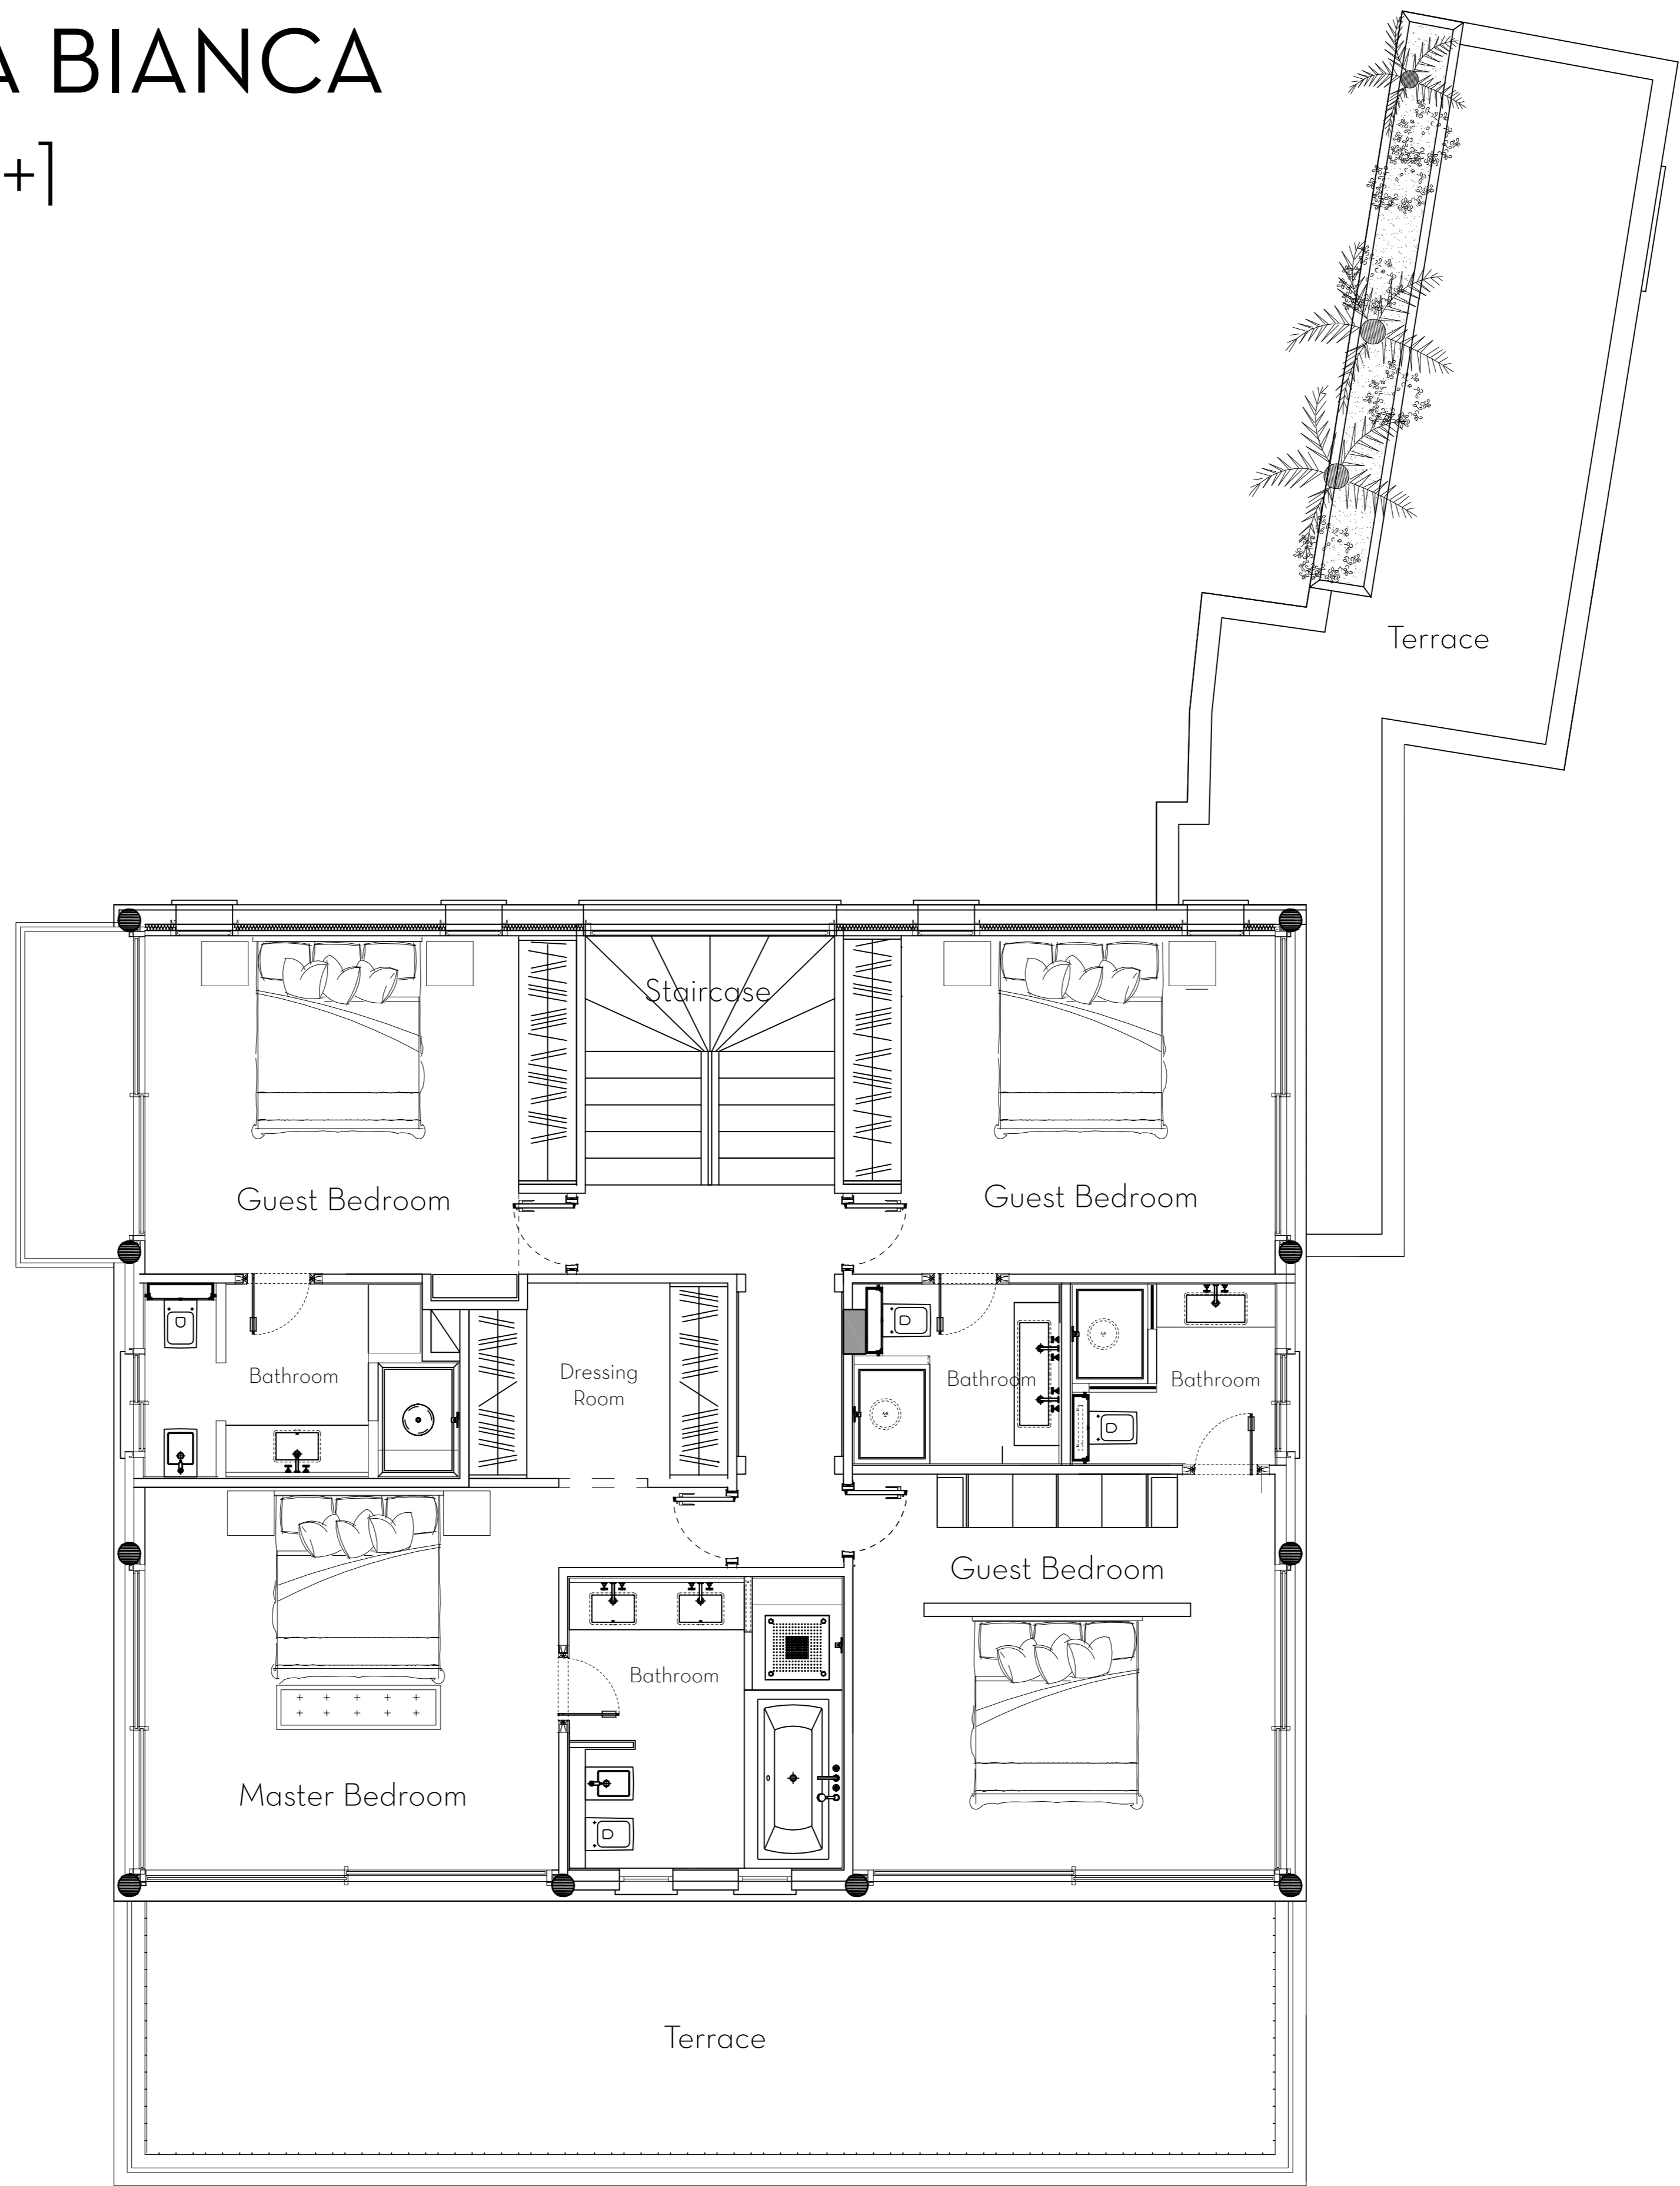 A BIANCA
+1
Terrace
Staircase
Guest Bedroom
Guest Bedroom
Bathroom
Dressing
Room
Bathroom
Bathroom
Guest Bedroom
Bathroom
Master Bedroom
Terrace